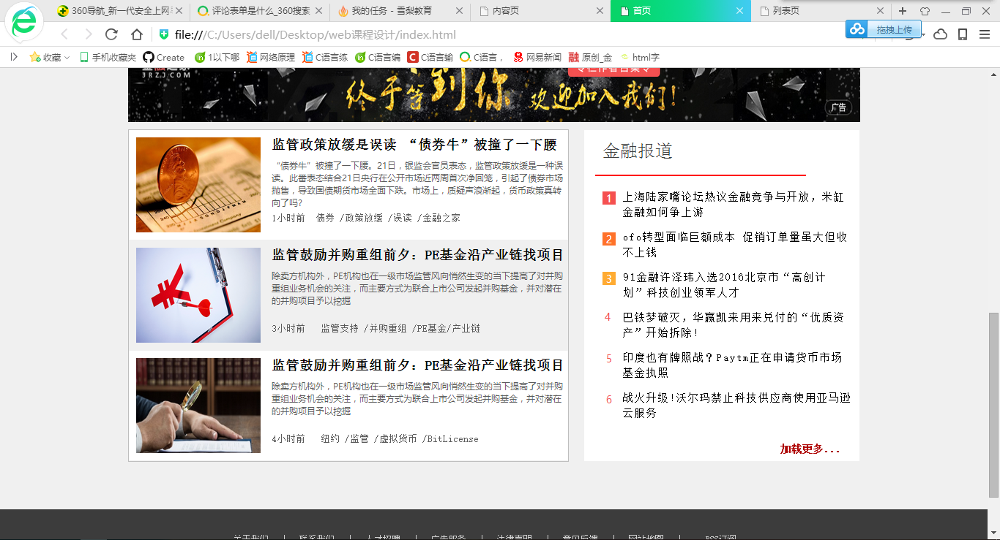 360导航_新一代安全上网导
评论表单是什么_360搜索
我的任务 - 雪梨教育
内容页
首页
列表页
file:///C:/Users/dell/Desktop/web课程设计/index.html
拖拽上传
收藏
手机收藏夹
Create
1以下哪
网络原理
C语言练
C语言编
C语言输
C语言，
网易新闻
原创_金
html字
3RZJ.COM
终于等到你 欢迎加入我们!
广告
监管政策放缓是误读 “债券牛”被撞了一下腰
“债券牛”被撞了一下腰。21日，银监会官员表态，监管政策放缓是一种误
读。此番表态结合21日央行在公开市场近两周首次净回笼，引起了债券市场
抛售，导致国债期货市场全面下跌。市场上，质疑声浪渐起，货币政策真转
向了吗?
1小时前 债券 /政策放缓 /误读 /金融之家
监管鼓励并购重组前夕: PE基金沿产业链找项目
除卖方机构外，PE机构也在一级市场监管风向悄然生变的当下提高了对并购
重组业务机会的关注，而主要方式为联合上市公司发起并购基金，并对潜在
的并购项目予以挖掘
3小时前 监管支持 /并购重组 /PE基金/产业链
监管鼓励并购重组前夕: PE基金沿产业链找项目
除卖方机构外，PE机构也在一级市场监管风向悄然生变的当下提高了对并购
重组业务机会的关注，而主要方式为联合上市公司发起并购基金，并对潜在
的并购项目予以挖掘
4小时前 纽约 /监管 /虚拟货币 /BitLicense
金融报道
1 上海陆家嘴论坛热议金融竞争与开放，米缸
金融如何争上游
2 ofo转型面临巨额成本 促销订单量虽大但收
不上钱
3 91金融许泽玮入选2016北京市“高创计
划”科技创业领军人才
4 巴铁梦破灭，华赢凯来用来兑付的“优质资
产”开始拆除!
5 印度也有牌照战？Paytm正在申请货币市场
基金执照
6 战火升级!沃尔玛禁止科技供应商使用亚马逊
云服务
加载更多...
关于我们 | 联系我们 | 人才招聘 | 广告服务 | 法律声明 | 意见反馈 | 网站地图 | RSS订阅